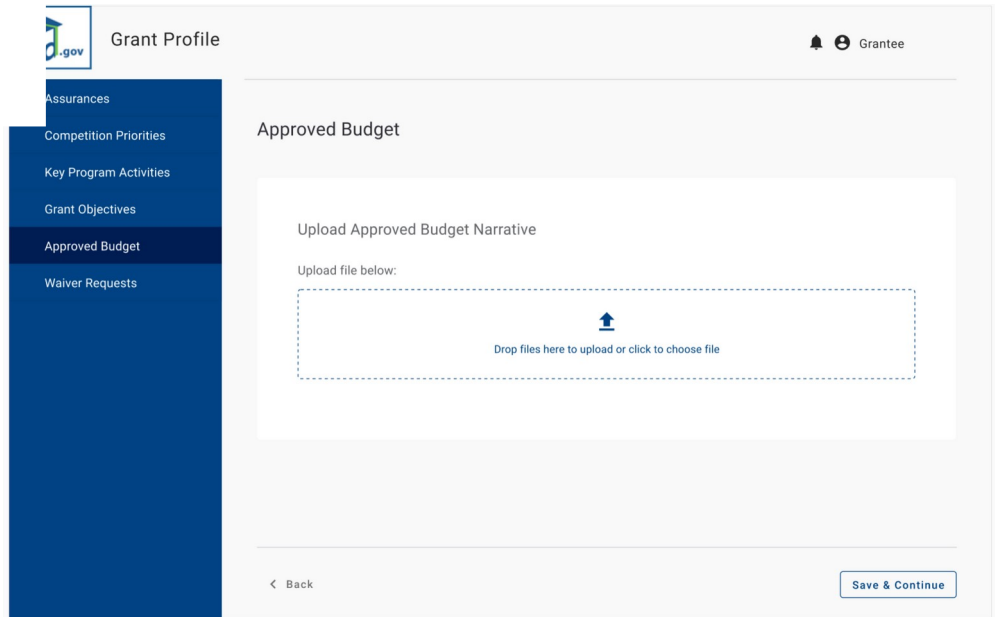 .gov
Grant Profile
Grantee
Assurances
Competition Priorities
Key Program Activities
Grant Objectives
Approved Budget
Waiver Requests
Approved Budget
Upload Approved Budget Narrative
Upload file below:
Drop files here to upload or click to choose file
Back
Save & Continue